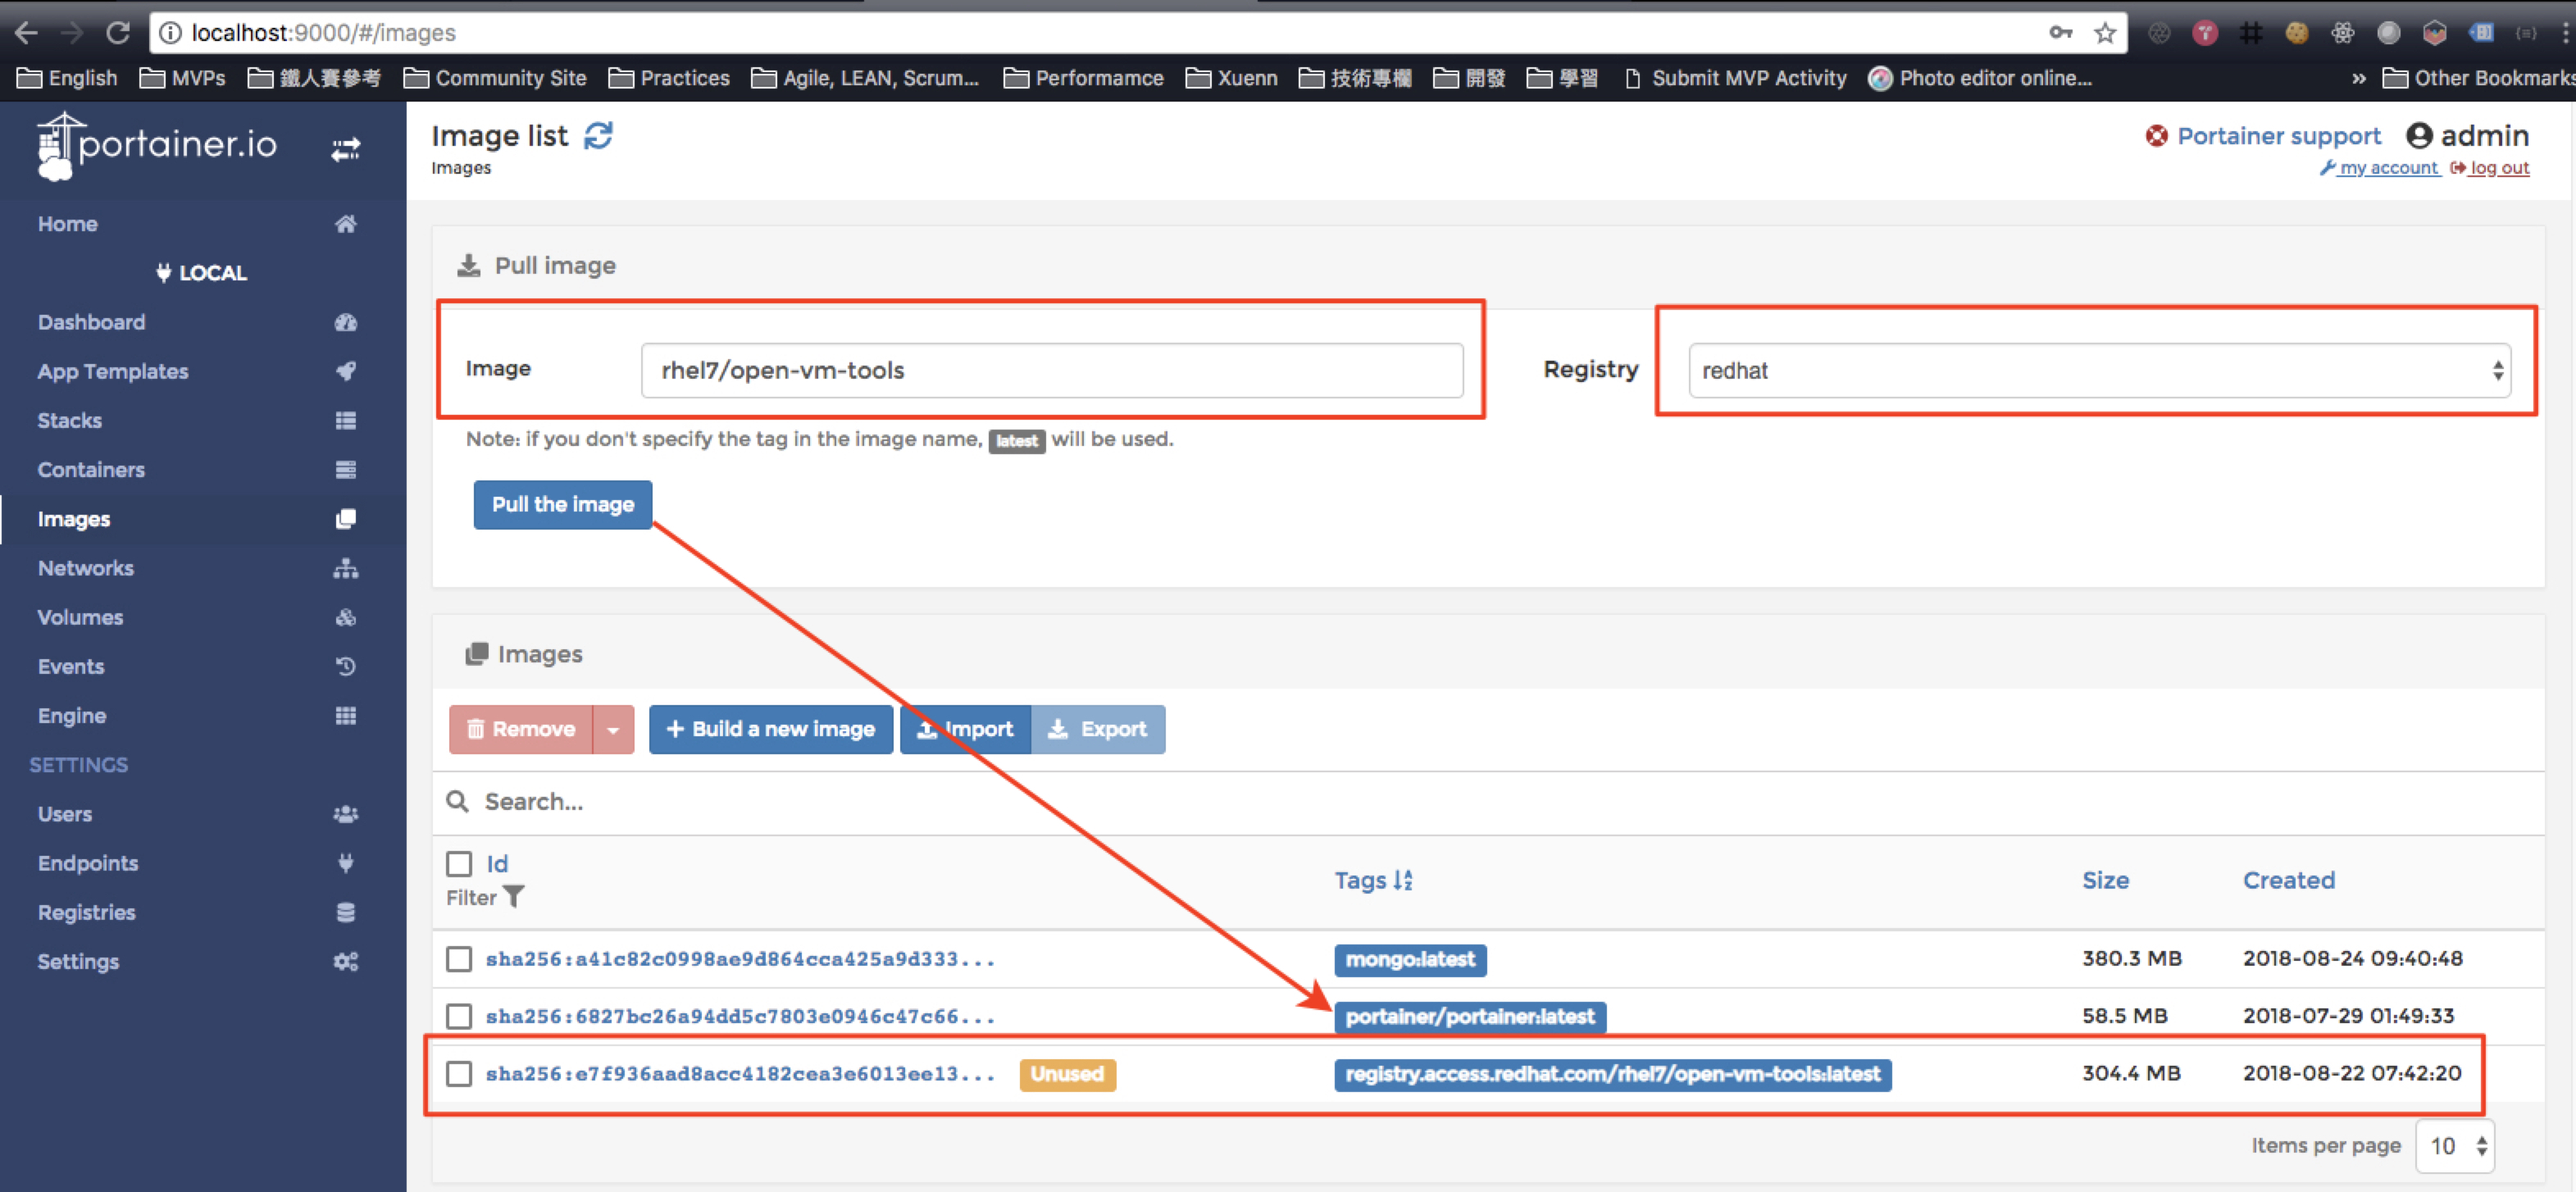 localhost:9000/#/images
English MVPs 鐵人賽參考 Community Site Practices Agile, LEAN, Scrum... Performamce Xuenn 技術專欄 開發 學習 Submit MVP Activity Photo editor online... » Other Bookmarks
portainer.io
Image list
Portainer support admin
Images
my account log out
Home
LOCAL
Dashboard
App Templates
Stacks
Containers
Images
Networks
Volumes
Events
Engine
SETTINGS
Users
Endpoints
Registries
Settings
Pull image
Image rhel7/open-vm-tools Registry redhat
Note: if you don't specify the tag in the image name, latest will be used.
Pull the image
Images
Remove + Build a new image Import Export
Search...
Id Tags Size Created
Filter
sha256:a41c82c0998ae9d864cca425a9d333... mongo:latest 380.3 MB 2018-08-24 09:40:48
sha256:6827bc26a94dd5c7803e0946c47c66... portainer/portainer:latest 58.5 MB 2018-07-29 01:49:33
sha256:e7f936aad8acc4182cea3e6013ee13... Unused registry.access.redhat.com/rhel7/open-vm-tools:latest 304.4 MB 2018-08-22 07:42:20
Items per page 10